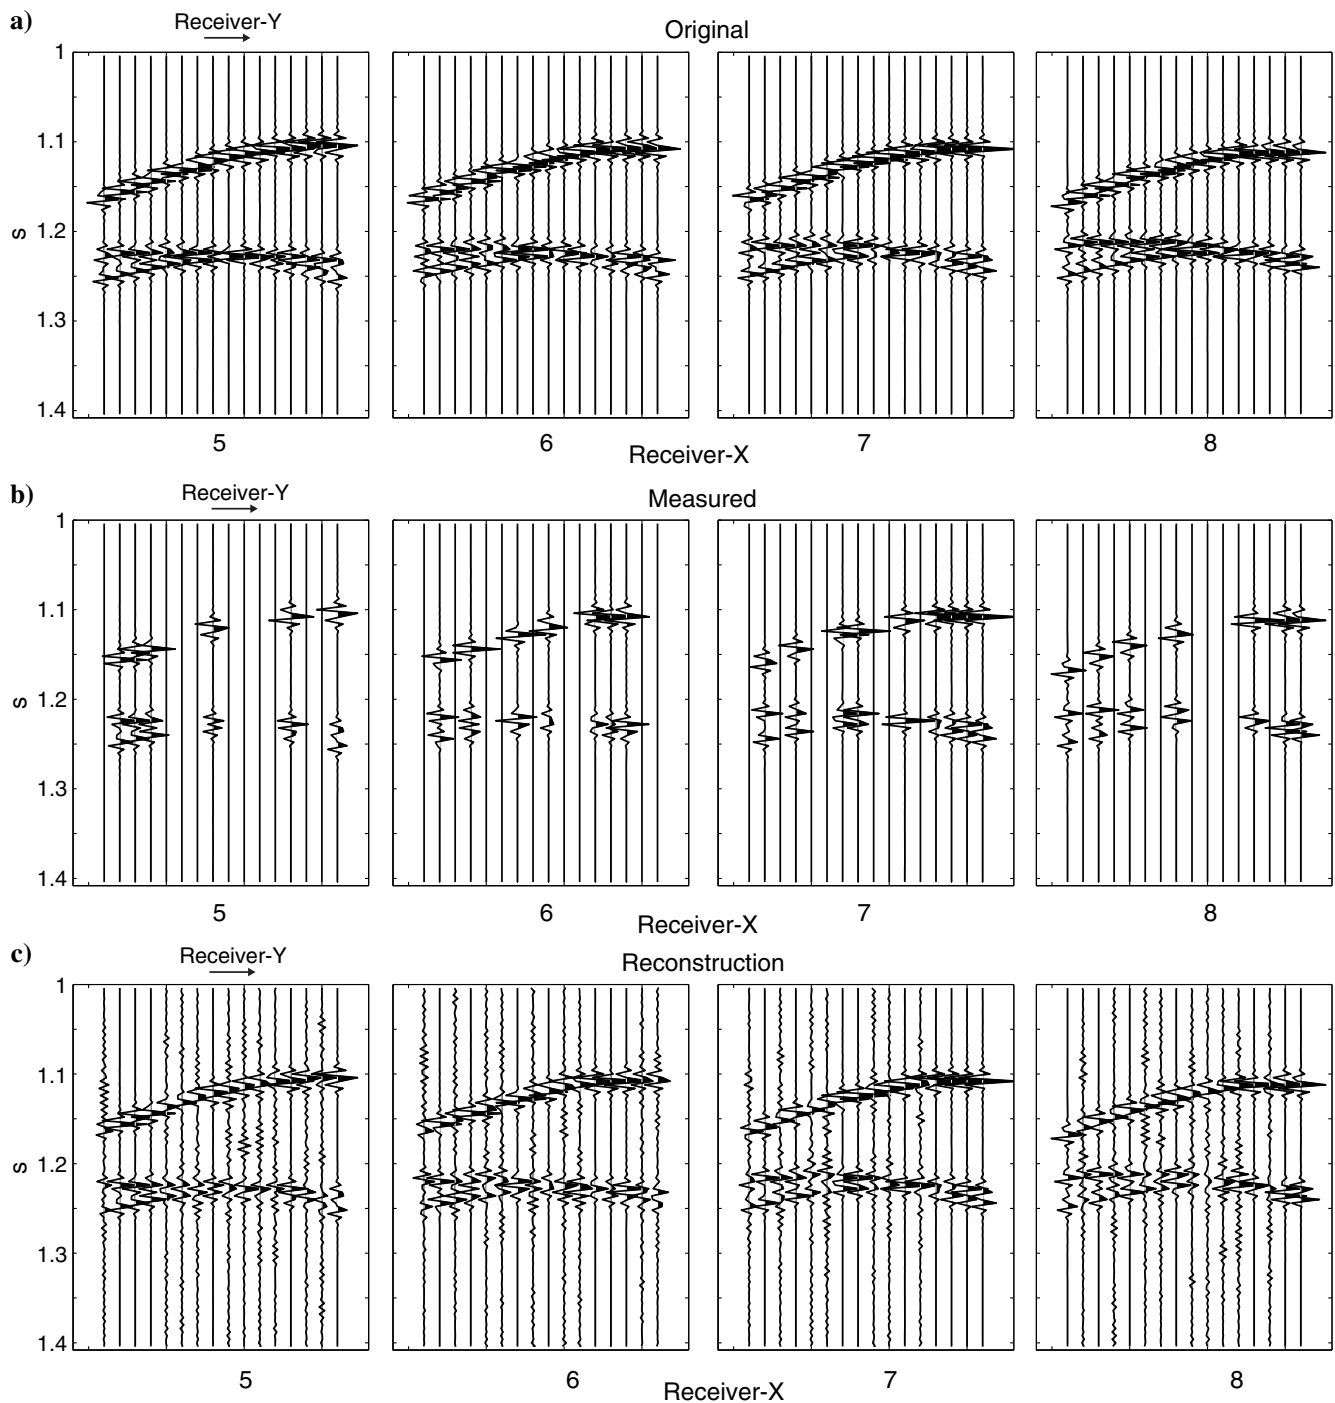 a)
Receiver-Y
Original
1
1.1
1.2
1.3
1.4
s
5
6
7
8
Receiver-X
b)
Receiver-Y
Measured
1
1.1
1.2
1.3
1.4
s
5
6
7
8
Receiver-X
c)
Receiver-Y
Reconstruction
1
1.1
1.2
1.3
1.4
s
5
6
7
8
Receiver-X